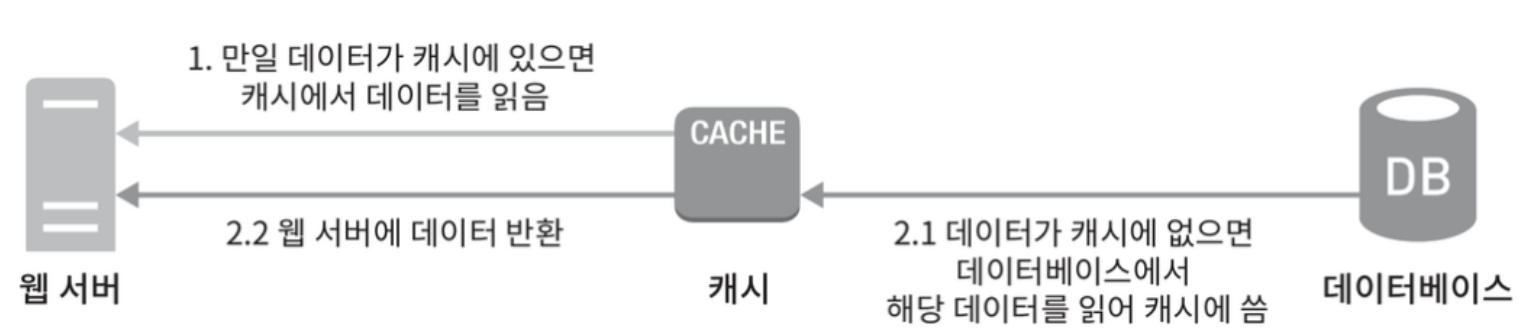 1. 만일 데이터가 캐시에 있으면
캐시에서 데이터를 읽음
CACHE
DB
2.2 웹 서버에 데이터 반환
2.1 데이터가 캐시에 없으면
데이터베이스에서
해당 데이터를 읽어 캐시에 씀
웹 서버
캐시
데이터베이스